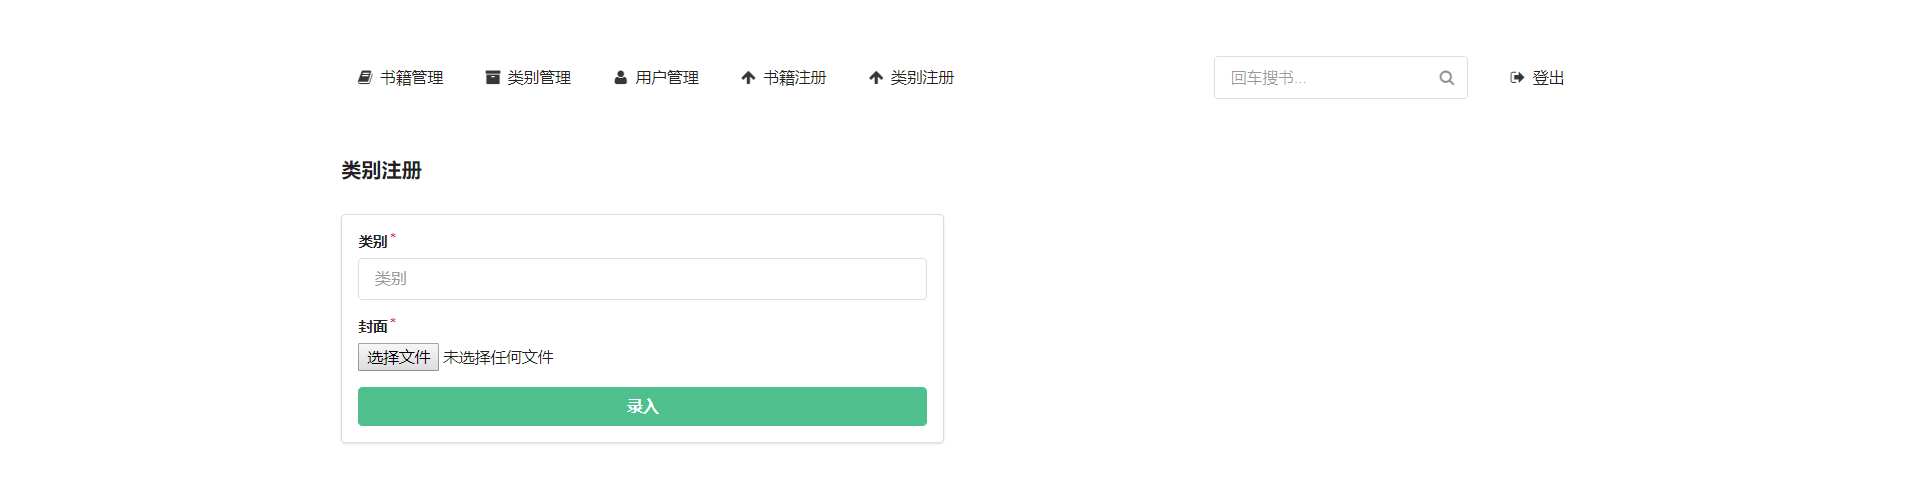 书籍管理 类别管理 用户管理 书籍注册 类别注册 回车搜书... 登出
类别注册
类别*
类别
封面*
选择文件 未选择任何文件
录入